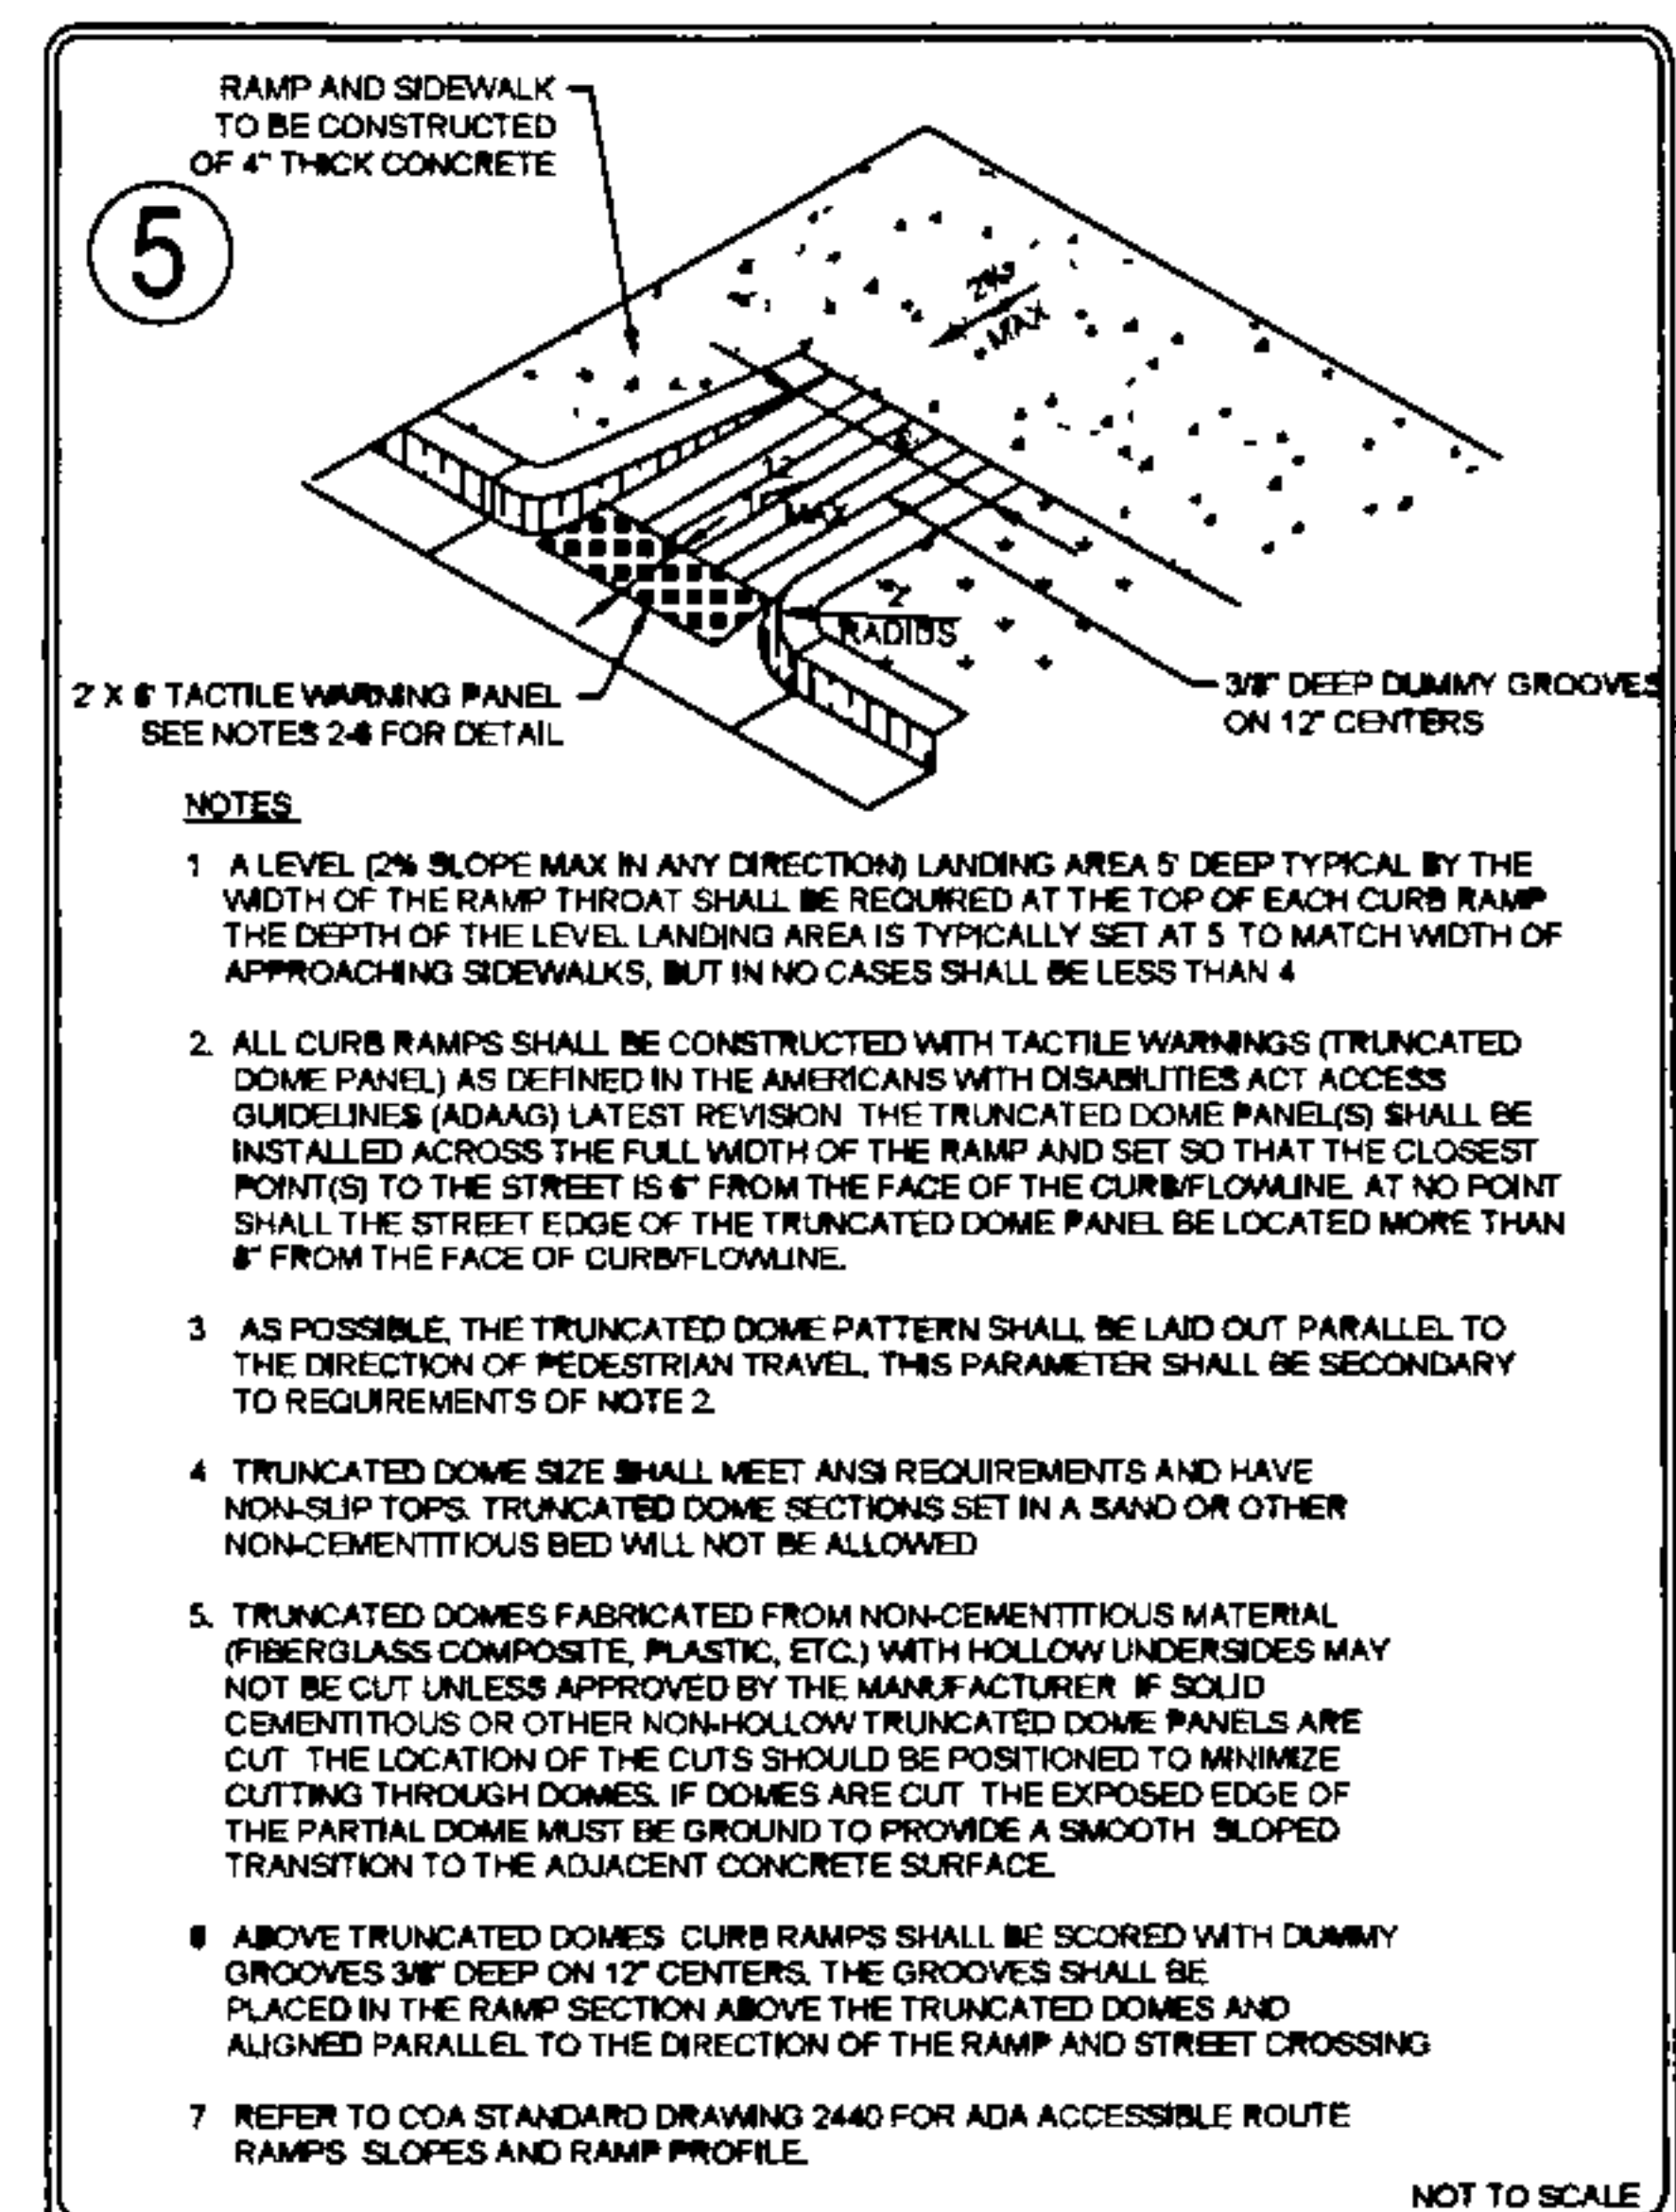 RAMP AND SIDEWALK
TO BE CONSTRUCTED
OF 4" THICK CONCRETE
5
MAX
12
1
MAX
2'
RADIUS
2' X 6' TACTILE WARNING PANEL
SEE NOTES 2-6 FOR DETAIL
3/8" DEEP DUMMY GROOVES
ON 12" CENTERS
NOTES
1 A LEVEL (2% SLOPE MAX IN ANY DIRECTION) LANDING AREA 5' DEEP TYPICAL BY THE
WIDTH OF THE RAMP THROAT SHALL BE REQUIRED AT THE TOP OF EACH CURB RAMP
THE DEPTH OF THE LEVEL LANDING AREA IS TYPICALLY SET AT 5 TO MATCH WIDTH OF
APPROACHING SIDEWALKS, BUT IN NO CASES SHALL BE LESS THAN 4
2. ALL CURB RAMPS SHALL BE CONSTRUCTED WITH TACTILE WARNINGS (TRUNCATED
DOME PANEL) AS DEFINED IN THE AMERICANS WITH DISABILITIES ACT ACCESS
GUIDELINES (ADAAG) LATEST REVISION THE TRUNCATED DOME PANEL(S) SHALL BE
INSTALLED ACROSS THE FULL WIDTH OF THE RAMP AND SET SO THAT THE CLOSEST
POINT(S) TO THE STREET IS 6" FROM THE FACE OF THE CURB/FLOWLINE. AT NO POINT
SHALL THE STREET EDGE OF THE TRUNCATED DOME PANEL BE LOCATED MORE THAN
8" FROM THE FACE OF CURB/FLOWLINE.
3 AS POSSIBLE, THE TRUNCATED DOME PATTERN SHALL BE LAID OUT PARALLEL TO
THE DIRECTION OF PEDESTRIAN TRAVEL, THIS PARAMETER SHALL BE SECONDARY
TO REQUIREMENTS OF NOTE 2
4 TRUNCATED DOME SIZE SHALL MEET ANSI REQUIREMENTS AND HAVE
NON-SLIP TOPS. TRUNCATED DOME SECTIONS SET IN A SAND OR OTHER
NON-CEMENTITIOUS BED WILL NOT BE ALLOWED
5. TRUNCATED DOMES FABRICATED FROM NON-CEMENTITIOUS MATERIAL
(FIBERGLASS COMPOSITE, PLASTIC, ETC.) WITH HOLLOW UNDERSIDES MAY
NOT BE CUT UNLESS APPROVED BY THE MANUFACTURER IF SOLID
CEMENTITIOUS OR OTHER NON-HOLLOW TRUNCATED DOME PANELS ARE
CUT THE LOCATION OF THE CUTS SHOULD BE POSITIONED TO MINIMIZE
CUTTING THROUGH DOMES. IF DOMES ARE CUT THE EXPOSED EDGE OF
THE PARTIAL DOME MUST BE GROUND TO PROVIDE A SMOOTH SLOPED
TRANSITION TO THE ADJACENT CONCRETE SURFACE.
6 ABOVE TRUNCATED DOMES CURB RAMPS SHALL BE SCORED WITH DUMMY
GROOVES 3/8" DEEP ON 12" CENTERS. THE GROOVES SHALL BE
PLACED IN THE RAMP SECTION ABOVE THE TRUNCATED DOMES AND
ALIGNED PARALLEL TO THE DIRECTION OF THE RAMP AND STREET CROSSING
7 REFER TO COA STANDARD DRAWING 2440 FOR ADA ACCESSIBLE ROUTE
RAMPS SLOPES AND RAMP PROFILE.
NOT TO SCALE